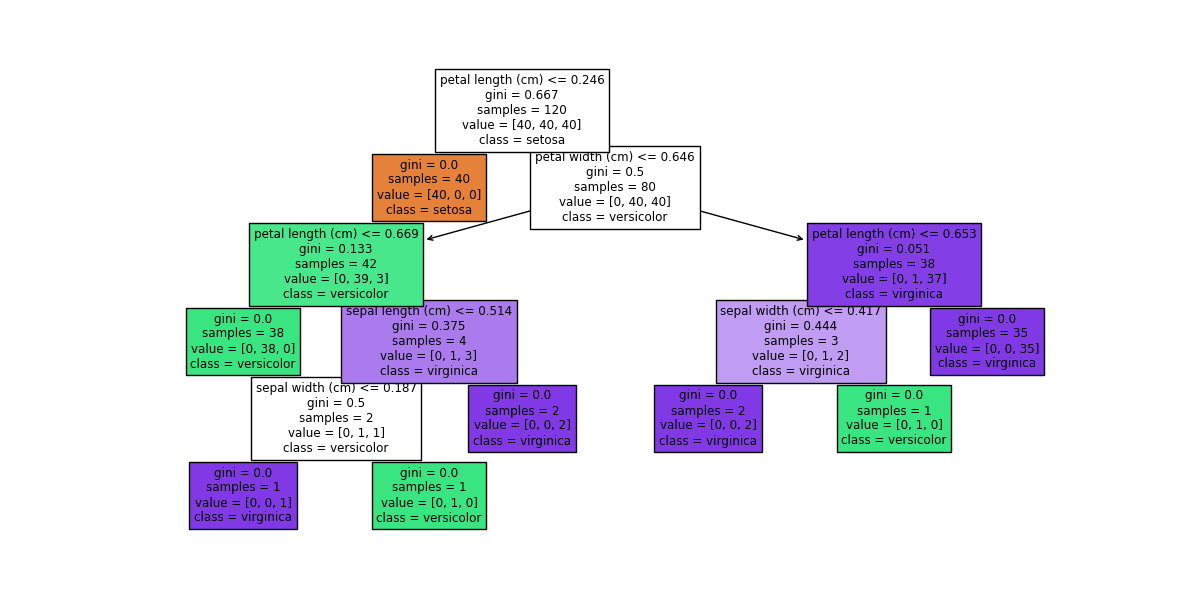 petal length (cm) <= 0.246
gini = 0.667
samples = 120
value = [40, 40, 40]
class = setosa
gini = 0.0
samples = 40
value = [40, 0, 0]
class = setosa
petal width (cm) <= 0.646
gini = 0.5
samples = 80
value = [0, 40, 40]
class = versicolor
petal length (cm) <= 0.669
gini = 0.133
samples = 42
value = [0, 39, 3]
class = versicolor
petal length (cm) <= 0.653
gini = 0.051
samples = 38
value = [0, 1, 37]
class = virginica
gini = 0.0
samples = 38
value = [0, 38, 0]
class = versicolor
sepal length (cm) <= 0.514
gini = 0.375
samples = 4
value = [0, 1, 3]
class = virginica
sepal width (cm) <= 0.417
gini = 0.444
samples = 3
value = [0, 1, 2]
class = virginica
gini = 0.0
samples = 35
value = [0, 0, 35]
class = virginica
sepal width (cm) <= 0.187
gini = 0.5
samples = 2
value = [0, 1, 1]
class = versicolor
gini = 0.0
samples = 2
value = [0, 0, 2]
class = virginica
gini = 0.0
samples = 2
value = [0, 0, 2]
class = virginica
gini = 0.0
samples = 1
value = [0, 1, 0]
class = versicolor
gini = 0.0
samples = 1
value = [0, 0, 1]
class = virginica
gini = 0.0
samples = 1
value = [0, 1, 0]
class = versicolor